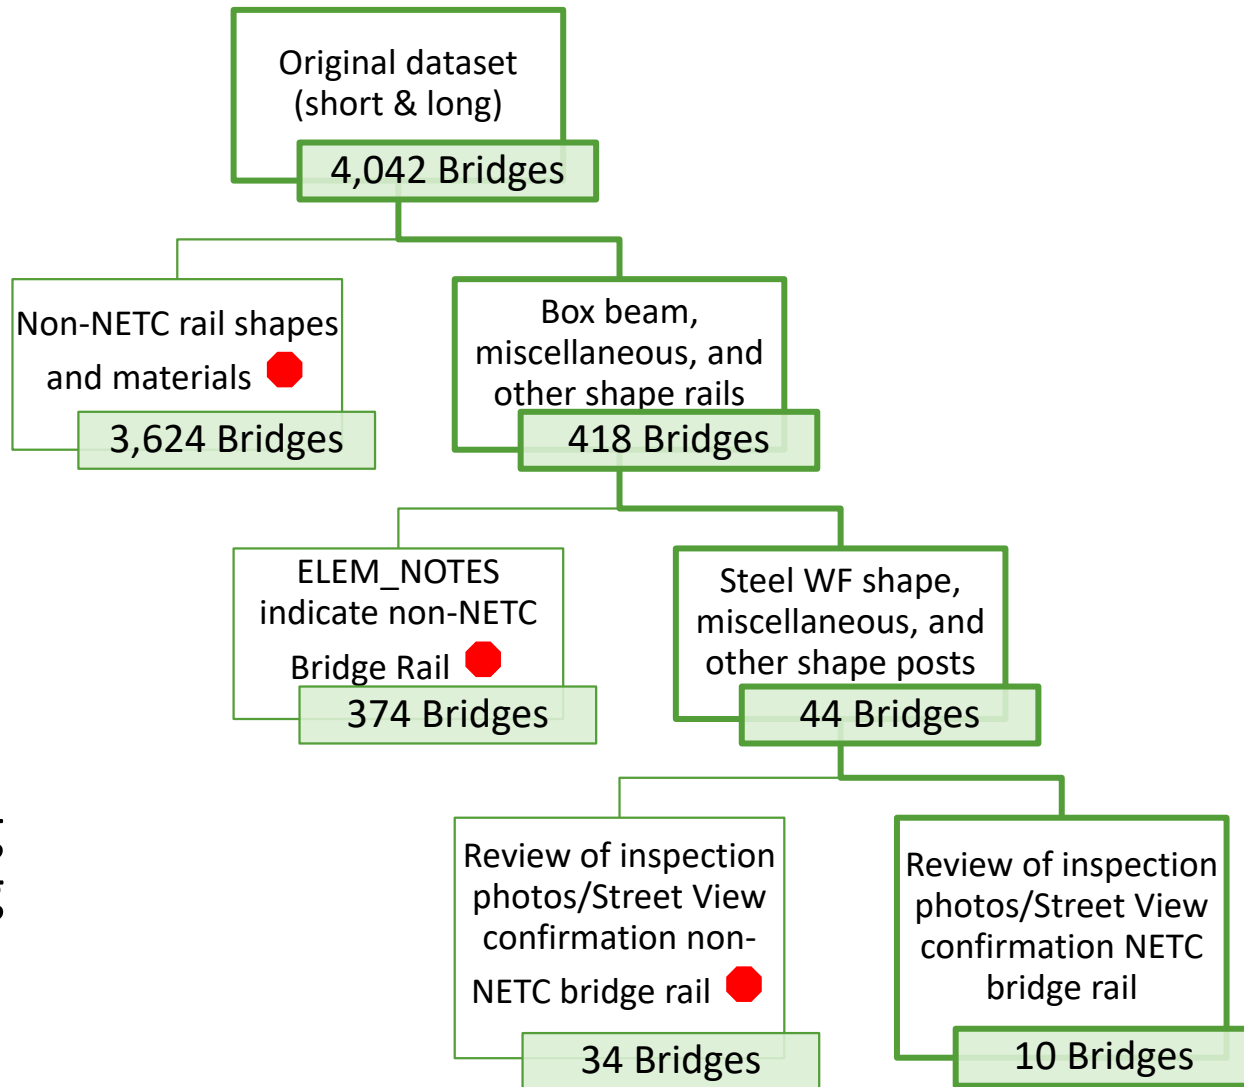 Original dataset
(short & long)
4,042 Bridges
Non-NETC rail shapes
and materials
3,624 Bridges
Box beam,
miscellaneous, and
other shape rails
418 Bridges
ELEM_NOTES
indicate non-NETC
Bridge Rail
374 Bridges
Steel WF shape,
miscellaneous, and
other shape posts
44 Bridges
Review of inspection
photos/Street View
confirmation non-
NETC bridge rail
34 Bridges
Review of inspection
photos/Street View
confirmation NETC
bridge rail
10 Bridges